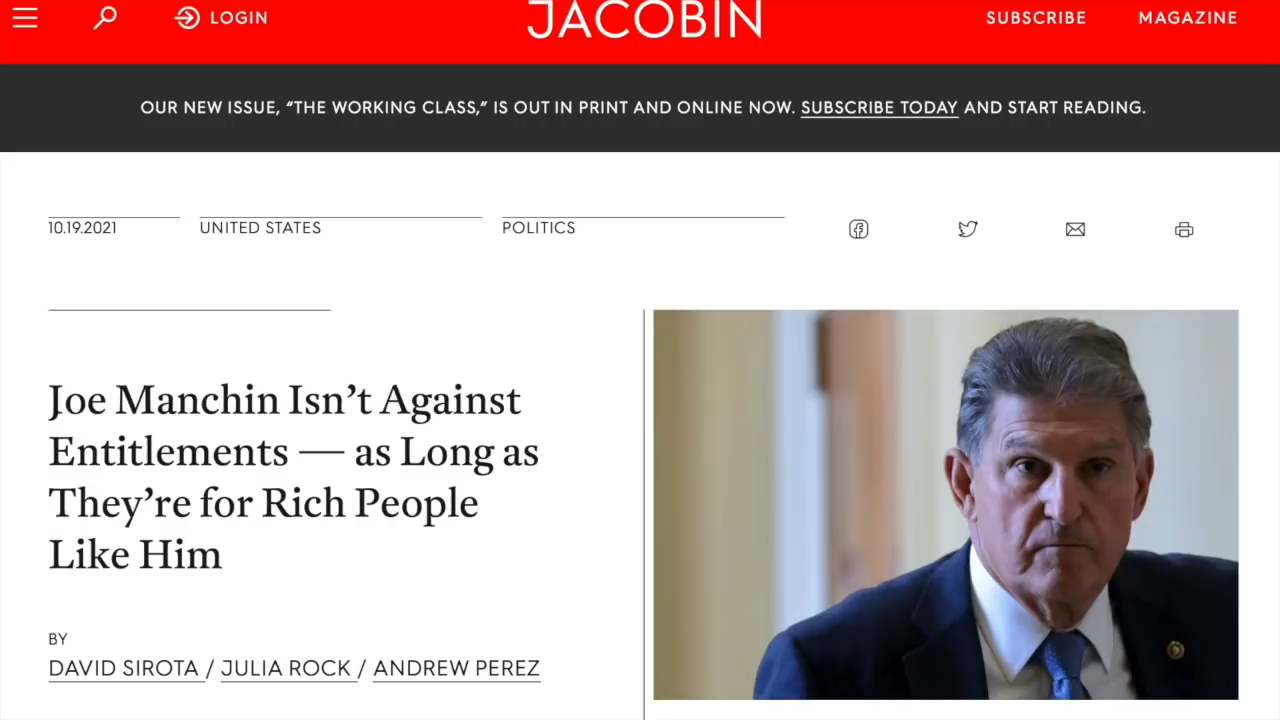 LOGIN
JACOBIN
SUBSCRIBE
MAGAZINE
OUR NEW ISSUE, “THE WORKING CLASS,” IS OUT IN PRINT AND ONLINE NOW. SUBSCRIBE TODAY AND START READING.
10.19.2021
UNITED STATES
POLITICS
Joe Manchin Isn’t Against
Entitlements — as Long as
They’re for Rich People
Like Him
BY
DAVID SIROTA / JULIA ROCK / ANDREW PEREZ